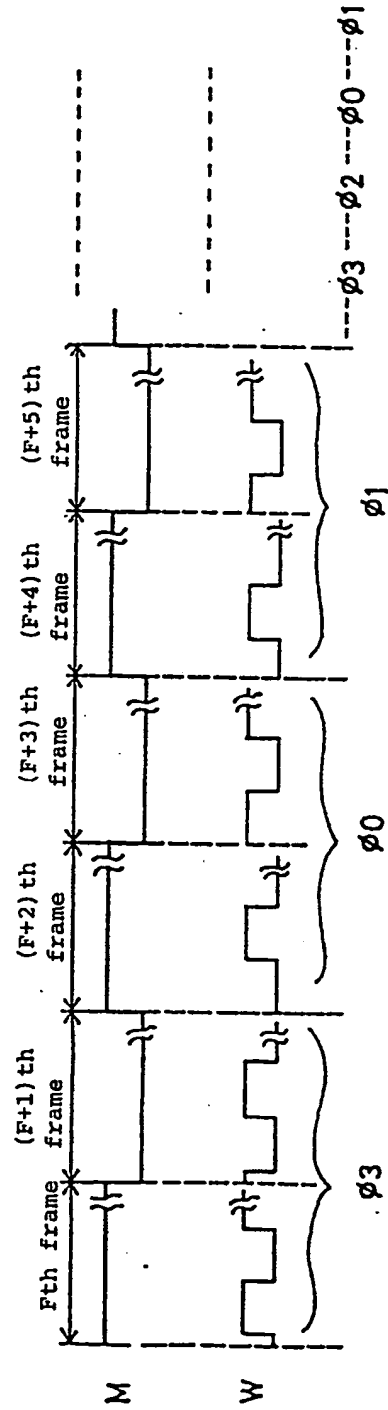 Fth frame
(F+1)th
frame
(F+2)th
frame
(F+3)th
frame
(F+4)th
frame
(F+5)th
frame
M
W
ø3
ø0
ø1
ø3 ø2 ø0 ø1